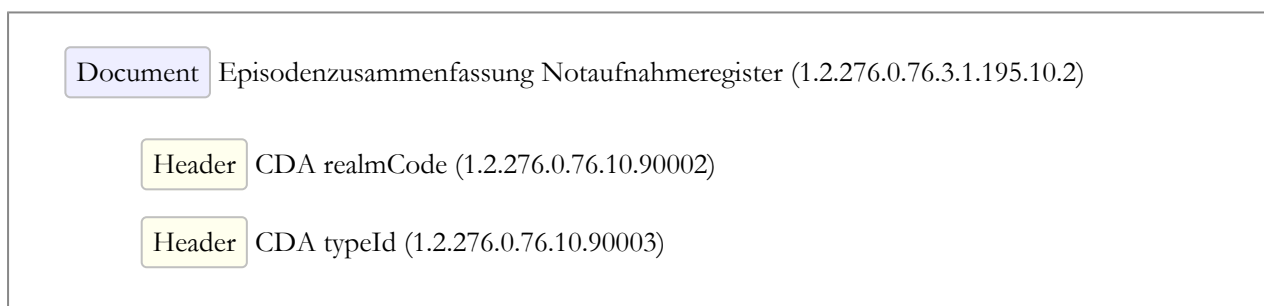 Document Episodenzusammenfassung Notaufnahmeregister (1.2.276.0.76.3.1.195.10.2)
Header CDA realmCode (1.2.276.0.76.10.90002)
Header CDA typeId (1.2.276.0.76.10.90003)